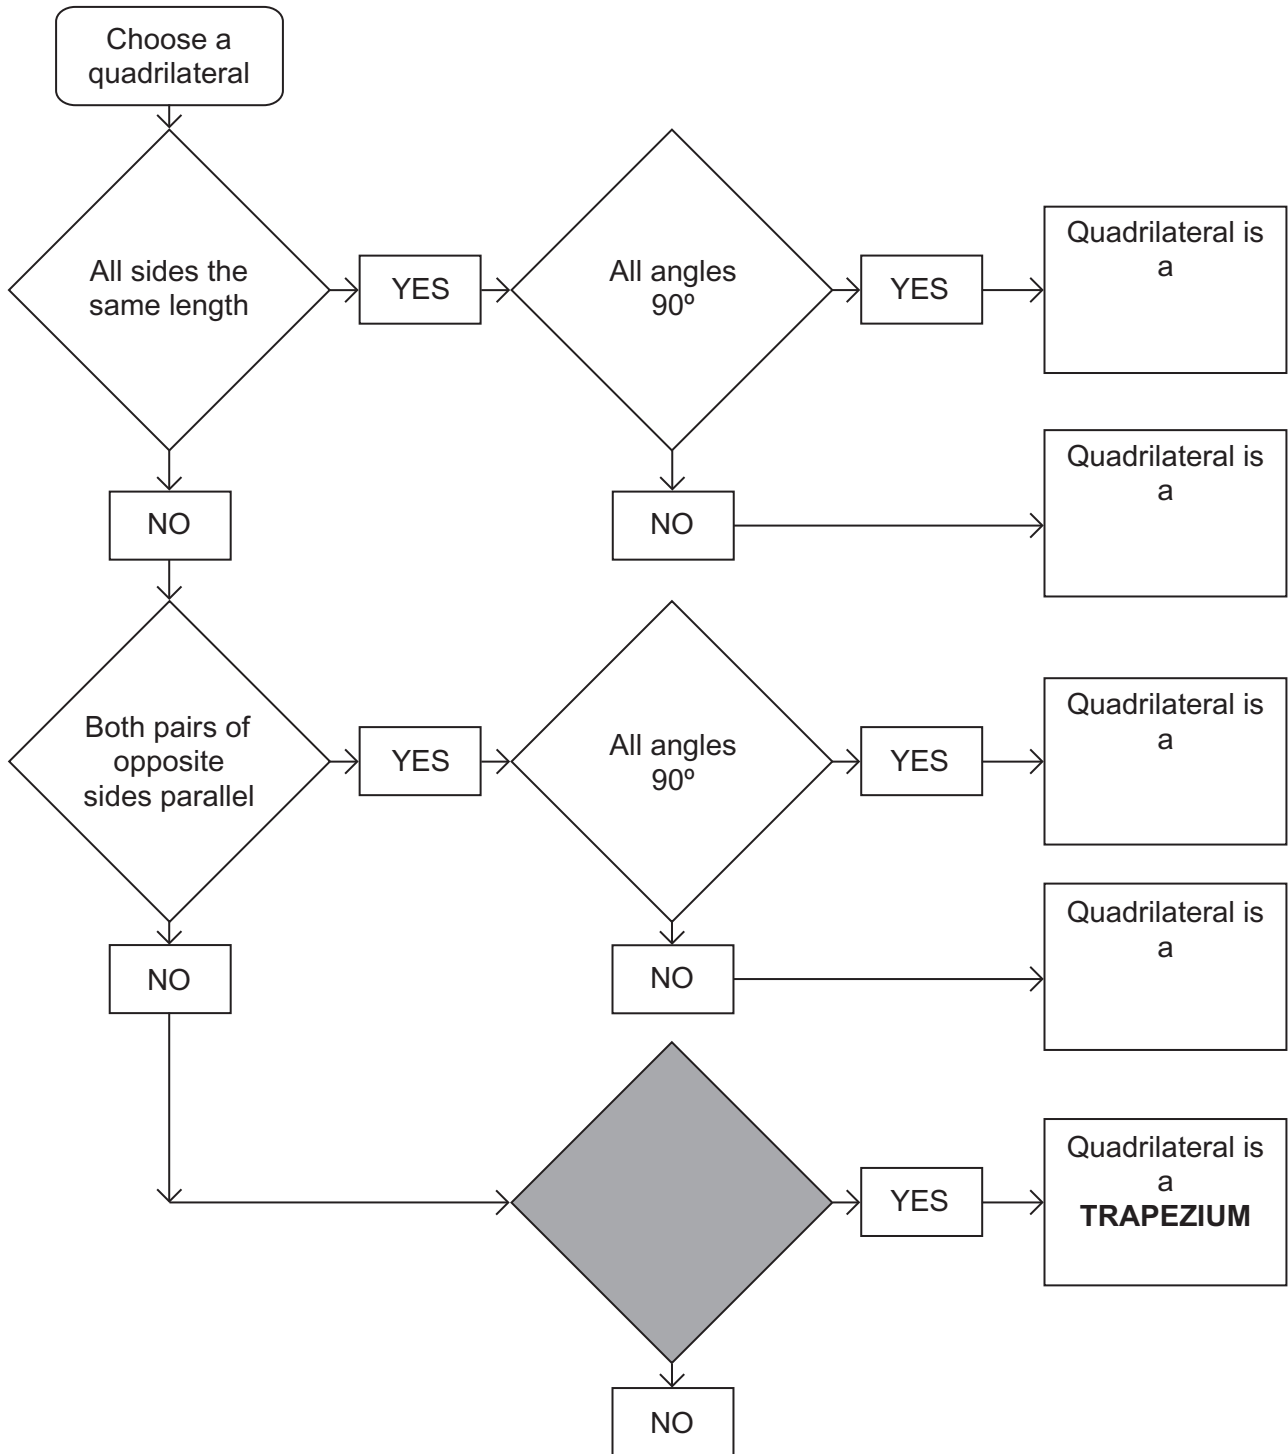 Choose a
quadrilateral
All sides the
same length
YES
All angles
90º
YES
Quadrilateral is
a
NO
NO
Quadrilateral is
a
Both pairs of
opposite
sides parallel
YES
All angles
90º
YES
Quadrilateral is
a
NO
NO
Quadrilateral is
a
YES
Quadrilateral is
a
TRAPEZIUM
NO